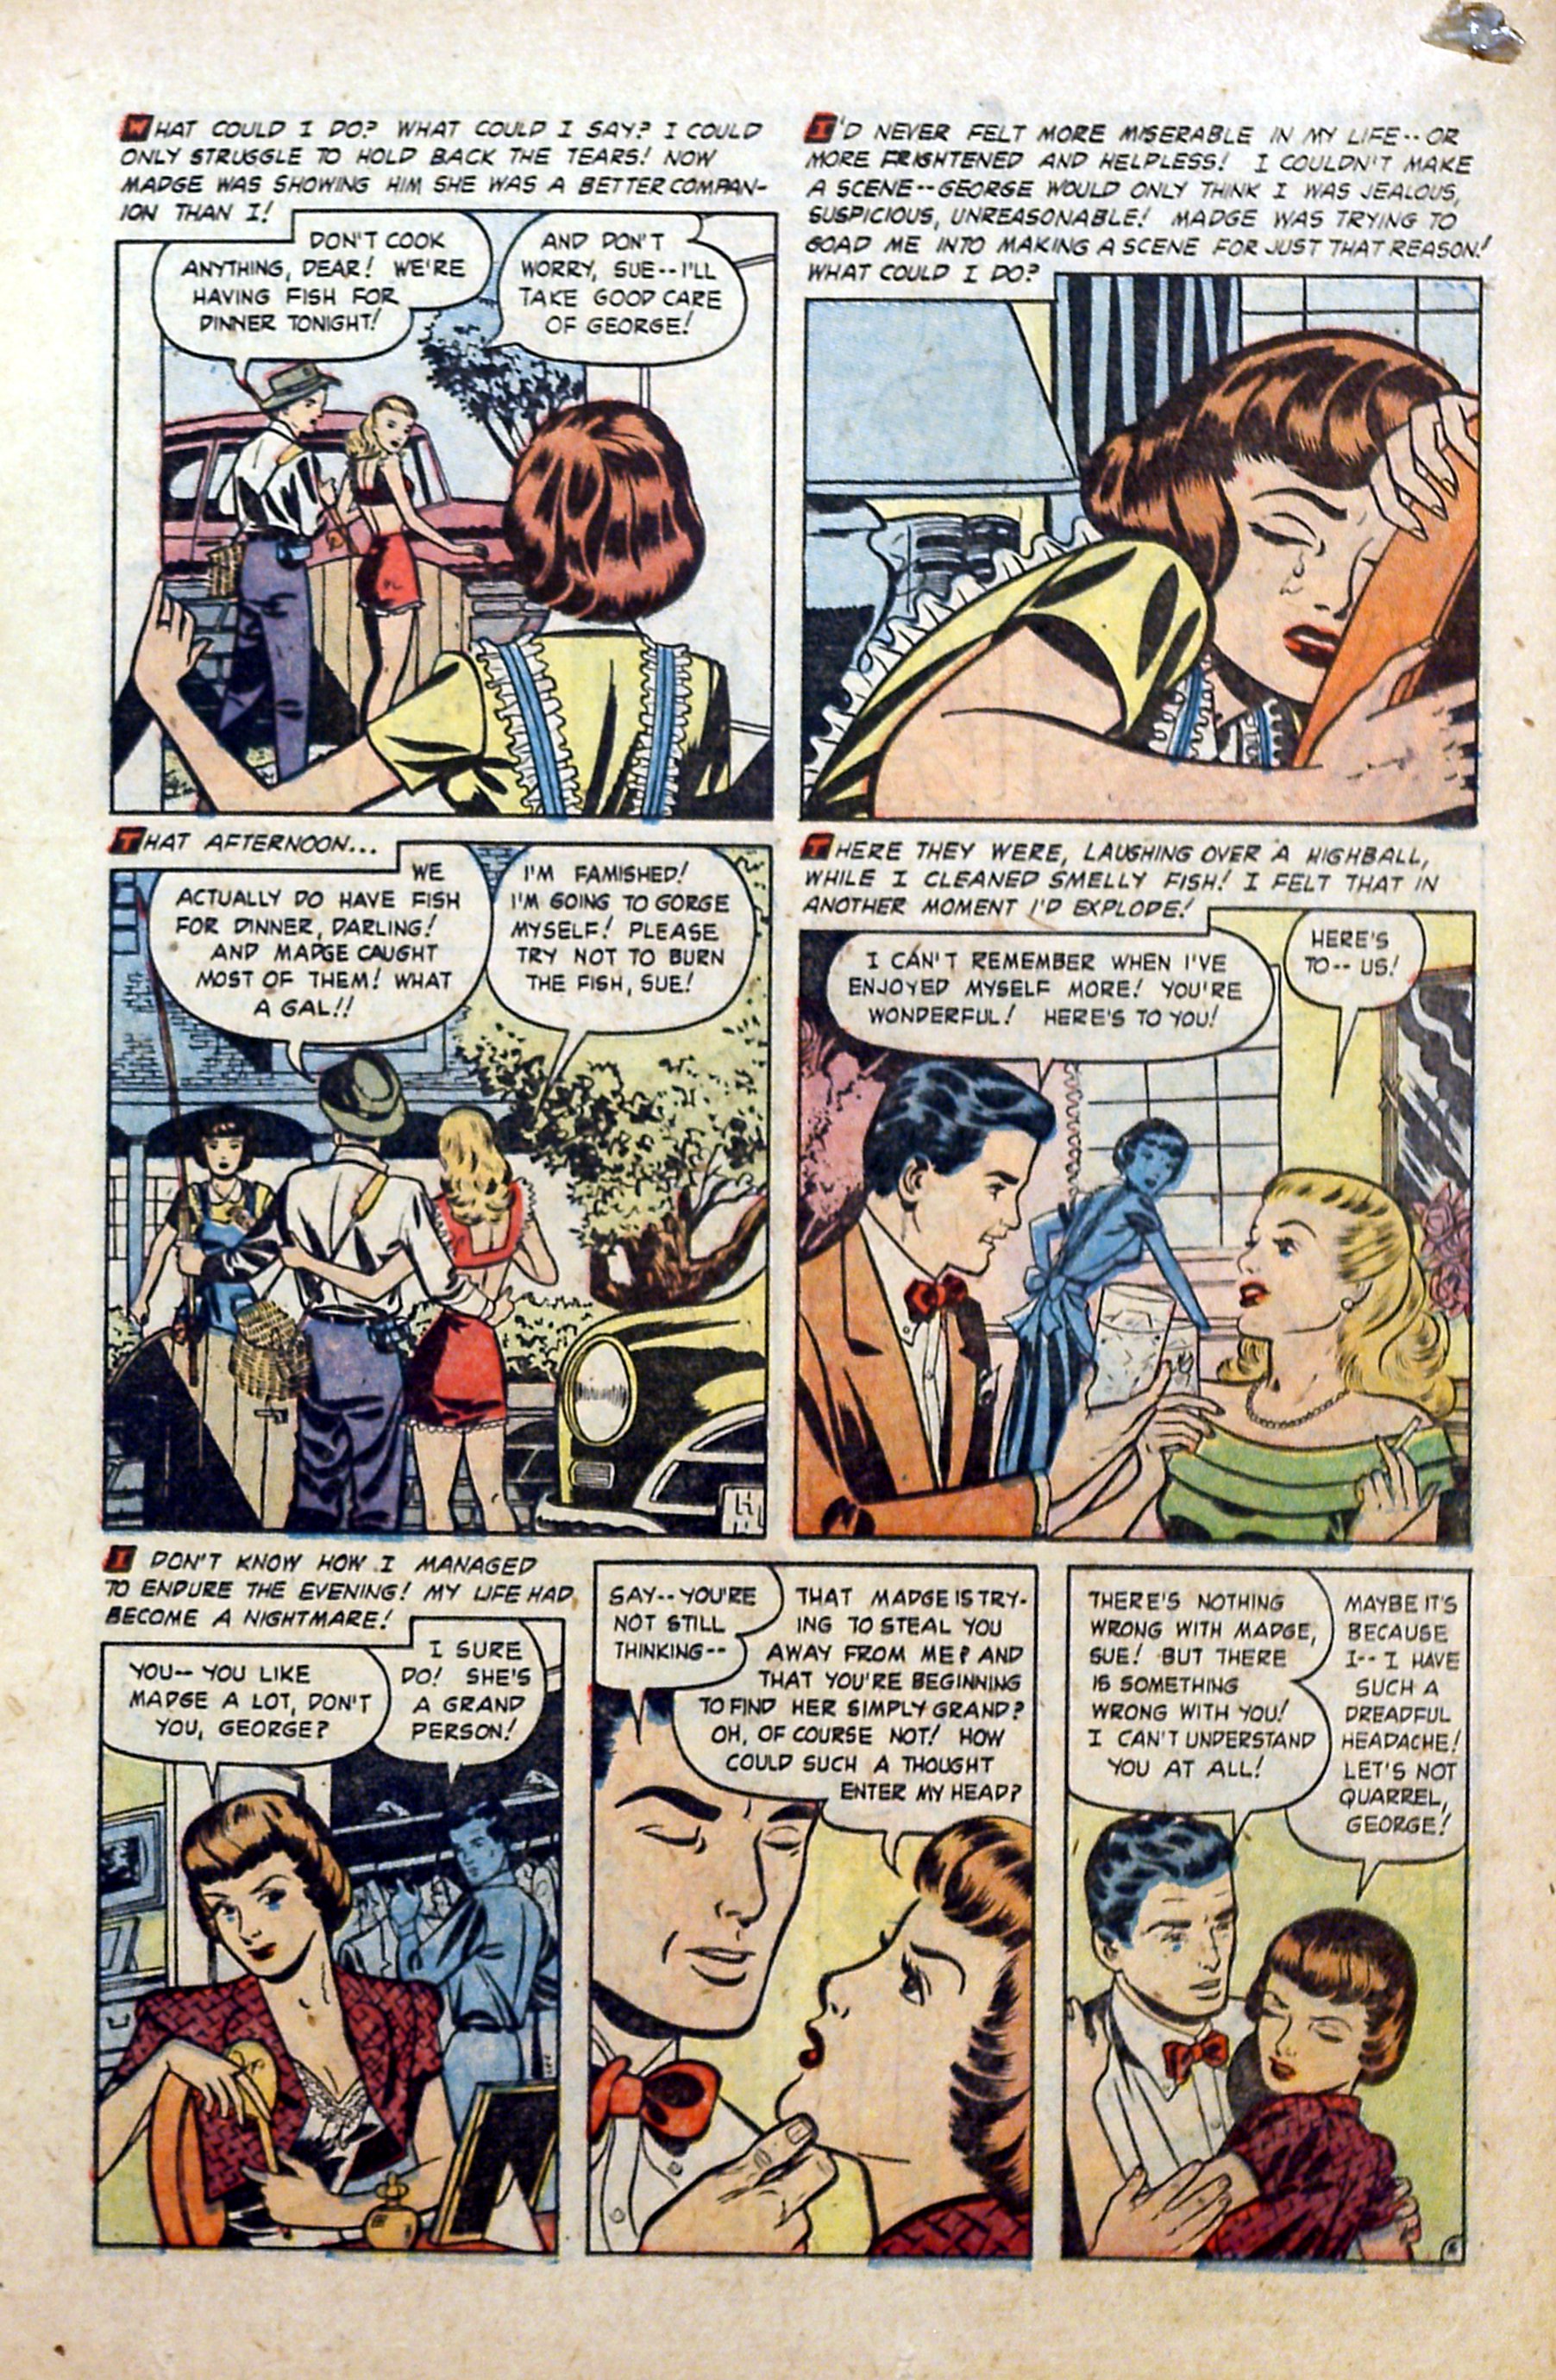 WHAT COULD I DO? WHAT COULD I SAY? I COULD
ONLY STRUGGLE TO HOLD BACK THE TEARS! NOW
MADGE WAS SHOWING HIM SHE WAS A BETTER COMPAN-
ION THAN I!
DON'T COOK
ANYTHING, DEAR! WE'RE
HAVING FISH FOR
DINNER TONIGHT!
AND DON'T
WORRY, SUE--I'LL
TAKE GOOD CARE
OF GEORGE!
I'D NEVER FELT MORE MISERABLE IN MY LIFE--OR
MORE FRIGHTENED AND HELPLESS! I COULDN'T MAKE
A SCENE--GEORGE WOULD ONLY THINK I WAS JEALOUS,
SUSPICIOUS, UNREASONABLE! MADGE WAS TRYING TO
GOAD ME INTO MAKING A SCENE FOR JUST THAT REASON!
WHAT COULD I DO?
THAT AFTERNOON...
WE
ACTUALLY DO HAVE FISH
FOR DINNER, DARLING!
AND MADGE CAUGHT
MOST OF THEM! WHAT
A GAL!!
I'M FAMISHED!
I'M GOING TO GORGE
MYSELF! PLEASE
TRY NOT TO BURN
THE FISH, SUE!
THERE THEY WERE, LAUGHING OVER A HIGHBALL,
WHILE I CLEANED SMELLY FISH! I FELT THAT IN
ANOTHER MOMENT I'D EXPLODE!
I CAN'T REMEMBER WHEN I'VE
ENJOYED MYSELF MORE! YOU'RE
WONDERFUL! HERE'S TO YOU!
HERE'S
TO-- US!
I DON'T KNOW HOW I MANAGED
TO ENDURE THE EVENING! MY LIFE HAD
BECOME A NIGHTMARE!
YOU-- YOU LIKE
MADGE A LOT, DON'T
YOU, GEORGE?
I SURE
DO! SHE'S
A GRAND
PERSON!
SAY-- YOU'RE
NOT STILL
THINKING--
THAT MADGE IS TRY-
ING TO STEAL YOU
AWAY FROM ME? AND
THAT YOU'RE BEGINNING
TO FIND HER SIMPLY GRAND?
OH, OF COURSE NOT! HOW
COULD SUCH A THOUGHT
ENTER MY HEAD?
THERE'S NOTHING
WRONG WITH MADGE,
SUE! BUT THERE
IS SOMETHING
WRONG WITH YOU!
I CAN'T UNDERSTAND
YOU AT ALL!
MAYBE IT'S
BECAUSE
I-- I HAVE
SUCH A
DREADFUL
HEADACHE!
LET'S NOT
QUARREL,
GEORGE!